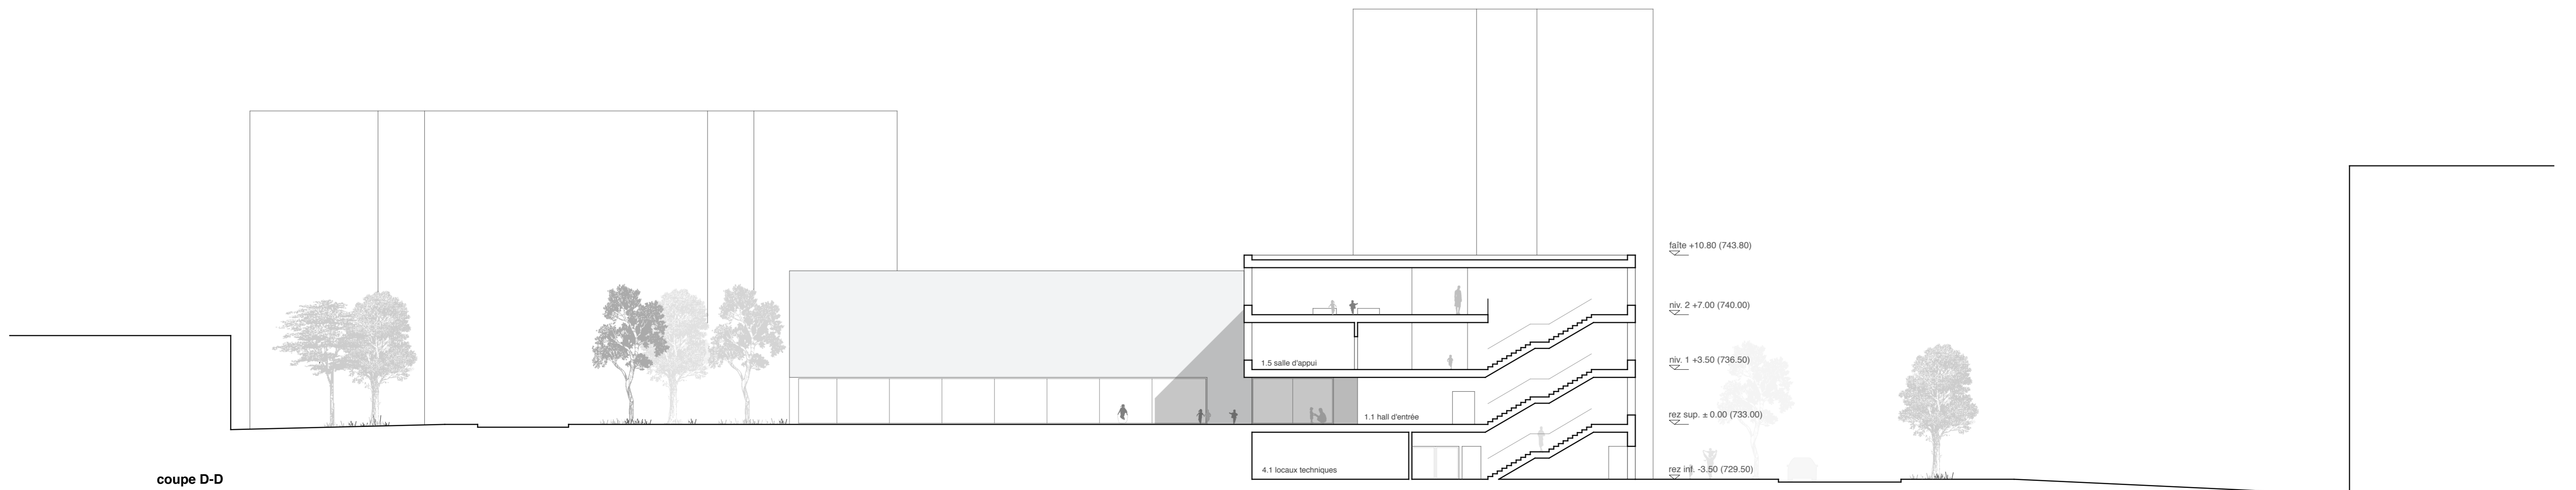 faîte +10.80 (743.80)
niv. 2 +7.00 (740.00)
niv. 1 +3.50 (736.50)
1.5 salle d'appui
1.1 hall d'entrée
rez sup. ± 0.00 (733.00)
4.1 locaux techniques
rez inf. -3.50 (729.50)
coupe D-D